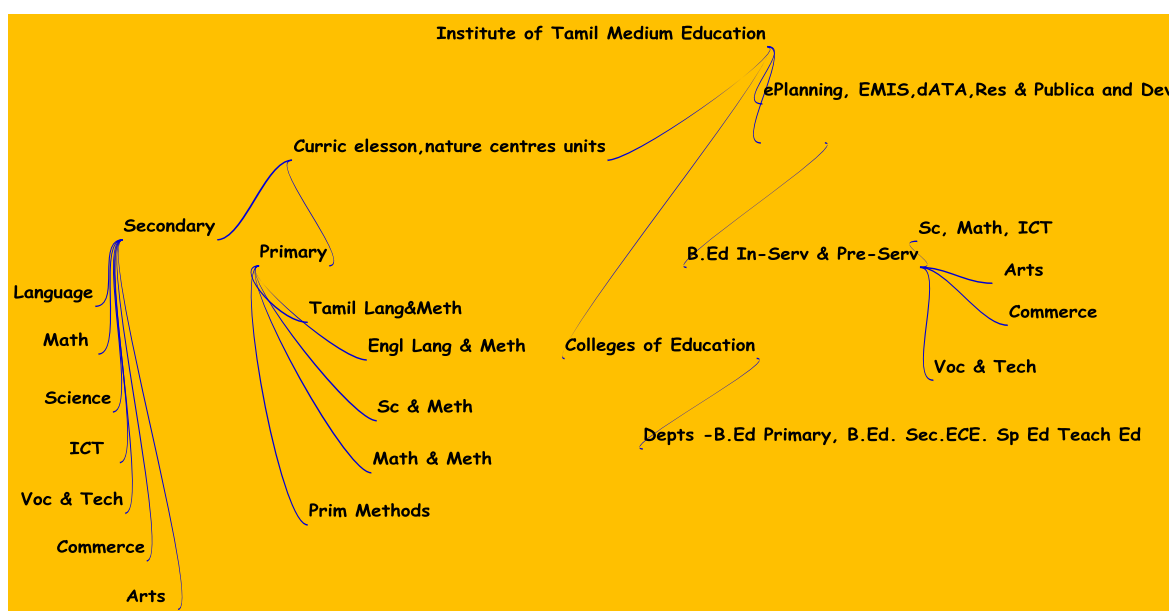 Institute of Tamil Medium Education
ePlanning, EMIS,dATA,Res & Publica and Dev
Curric elesson,nature centres units
Secondary
Primary
Language
Math
Science
ICT
Voc & Tech
Commerce
Arts
Tamil Lang&Meth
Engl Lang & Meth
Sc & Meth
Math & Meth
Prim Methods
B.Ed In-Serv & Pre-Serv
Sc, Math, ICT
Arts
Commerce
Voc & Tech
Colleges of Education
Depts -B.Ed Primary, B.Ed. Sec.ECE. Sp Ed Teach Ed